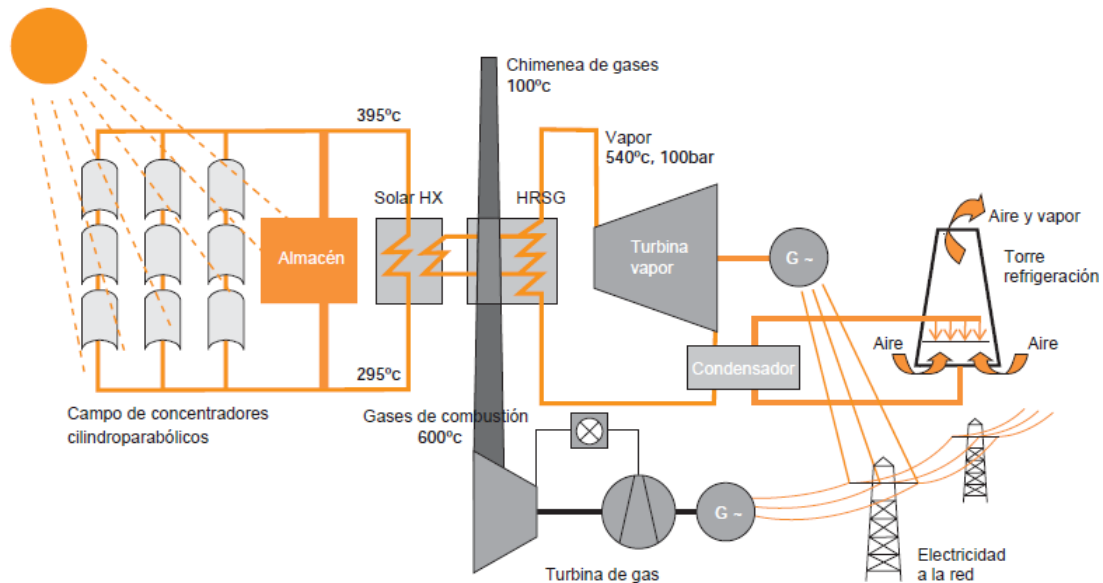 Chimenea de gases
100ºc
395ºc
Vapor
540ºc, 100bar
Solar HX
HRSG
Aire y vapor
Torre
refrigeración
Almacén
Turbina
vapor
G ~
Aire
Aire
Condensador
295ºc
Campo de concentradores
cilindroparabólicos
Gases de combustión
600ºc
G ~
Turbina de gas
Electricidad
a la red